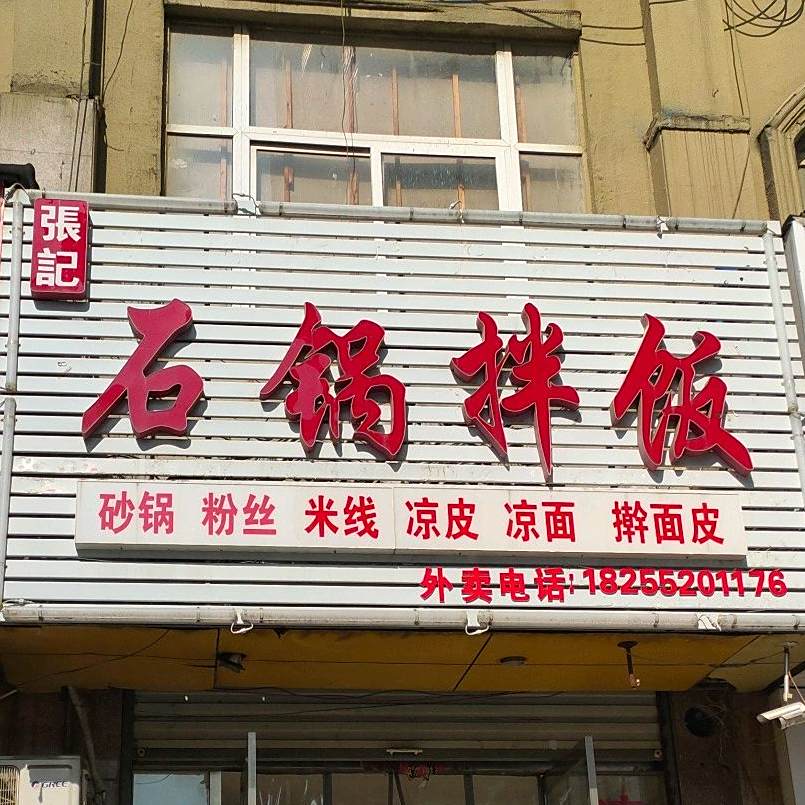 張記
石锅拌饭
砂锅 粉丝 米线 凉皮 凉面 擀面皮
外卖电话:18255201176
GREE